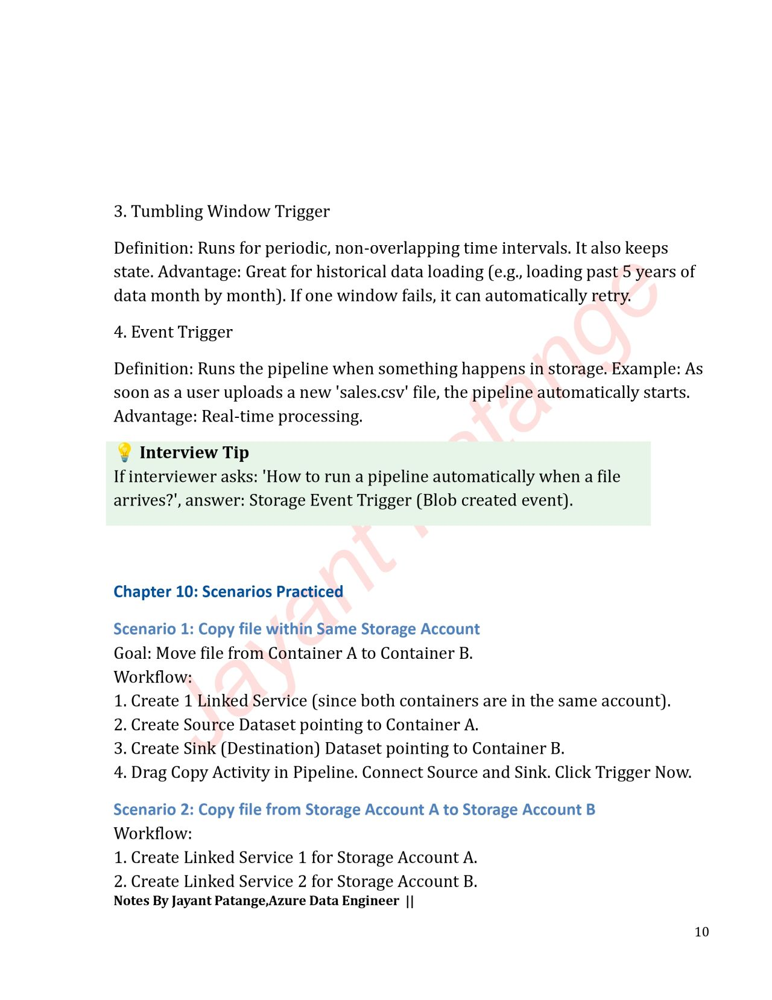 3. Tumbling Window Trigger
Definition: Runs for periodic, non-overlapping time intervals. It also keeps
state. Advantage: Great for historical data loading (e.g., loading past 5 years of
data month by month). If one window fails, it can automatically retry.
4. Event Trigger
Definition: Runs the pipeline when something happens in storage. Example: As
soon as a user uploads a new 'sales.csv' file, the pipeline automatically starts.
Advantage: Real-time processing.
💡 Interview Tip
If interviewer asks: 'How to run a pipeline automatically when a file
arrives?', answer: Storage Event Trigger (Blob created event).
Chapter 10: Scenarios Practiced
Scenario 1: Copy file within Same Storage Account
Goal: Move file from Container A to Container B.
Workflow:
1. Create 1 Linked Service (since both containers are in the same account).
2. Create Source Dataset pointing to Container A.
3. Create Sink (Destination) Dataset pointing to Container B.
4. Drag Copy Activity in Pipeline. Connect Source and Sink. Click Trigger Now.
Scenario 2: Copy file from Storage Account A to Storage Account B
Workflow:
1. Create Linked Service 1 for Storage Account A.
2. Create Linked Service 2 for Storage Account B.
Notes By Jayant Patange,Azure Data Engineer ||
10
Jayant Patange